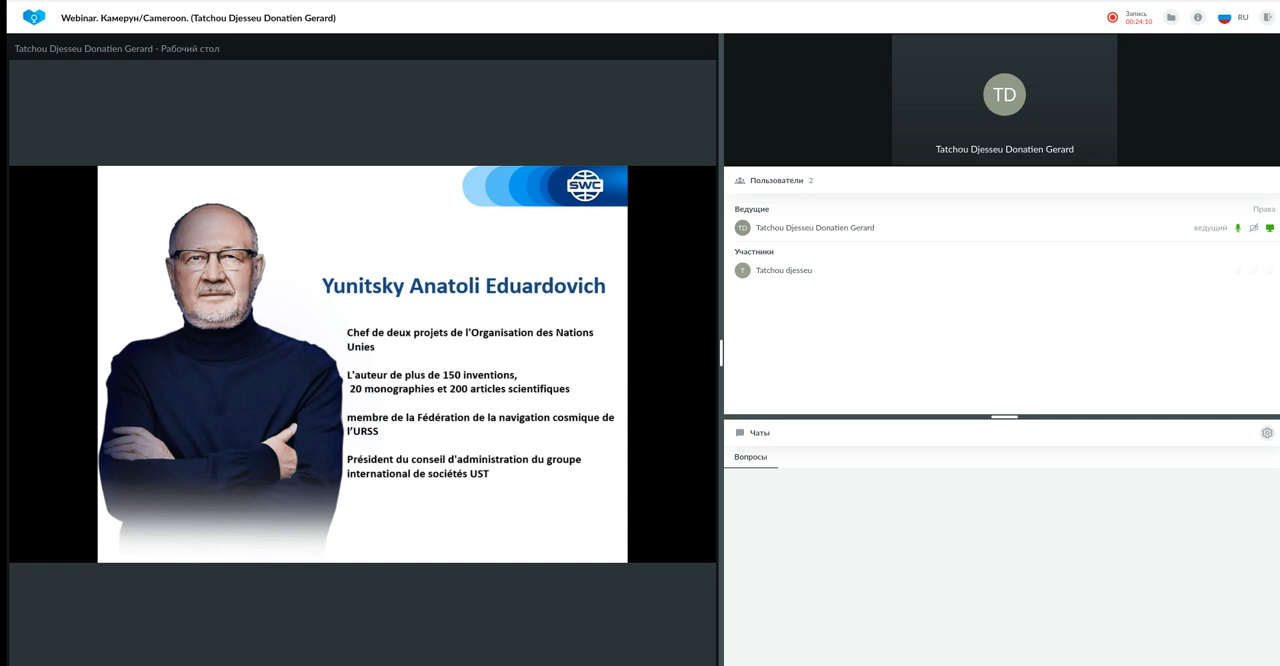 Webinar. Камерун/Cameroon. (Tatchou Djesseu Donatien Gerard)
Запись
00:24:10
RU
Tatchou Djesseu Donatien Gerard - Рабочий стол
SWC
Yunitsky Anatoli Eduardovich
Chef de deux projets de l'Organisation des Nations
Unies
L'auteur de plus de 150 inventions,
20 monographies et 200 articles scientifiques
membre de la Fédération de la navigation cosmique de
l'URSS
Président du conseil d'administration du groupe
international de sociétés UST
TD
Tatchou Djesseu Donatien Gerard
Пользователи 2
Ведущие Права
TD Tatchou Djesseu Donatien Gerard ведущий
Участники
T Tatchou djesseu
Чаты
Вопросы